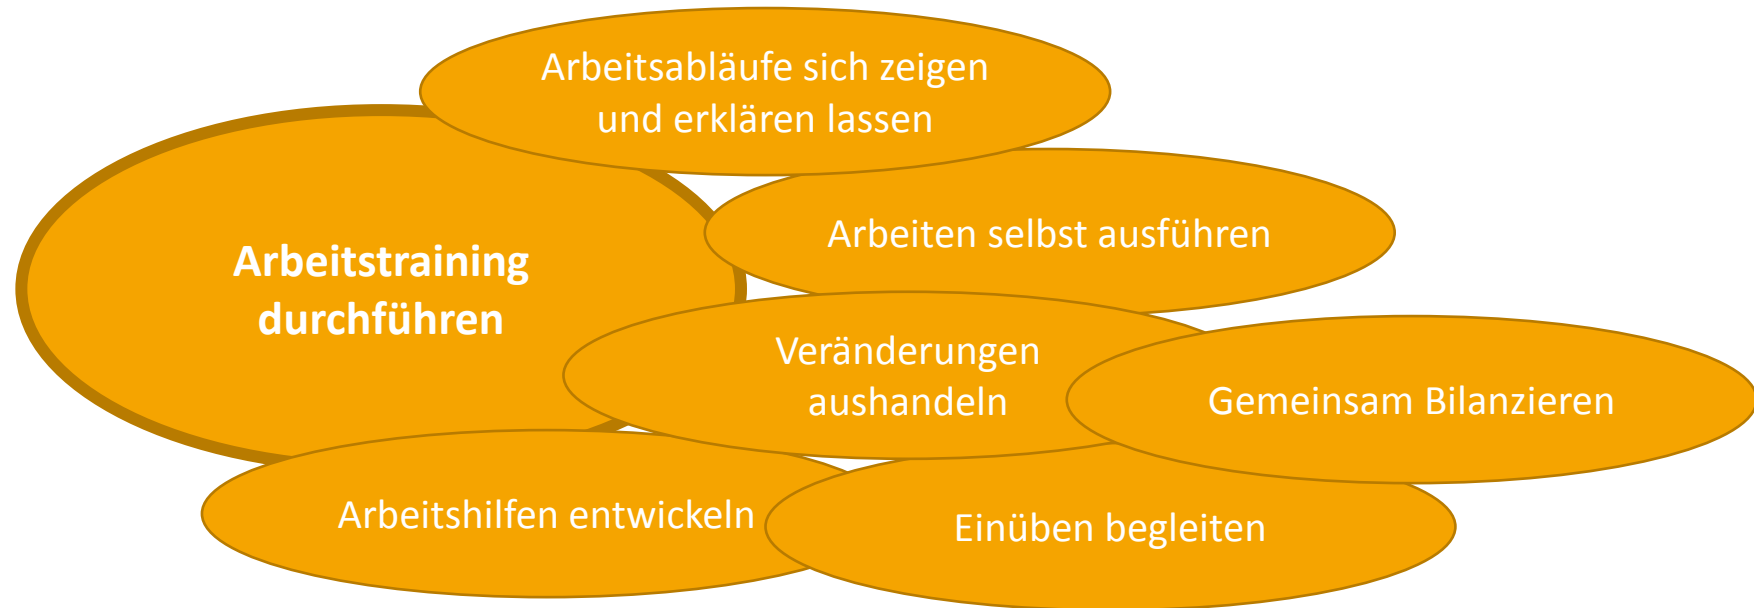 Arbeitsabläufe sich zeigen
und erklären lassen
Arbeiten selbst ausführen
Arbeitstraining
durchführen
Veränderungen
aushandeln
Gemeinsam Bilanzieren
Arbeitshilfen entwickeln
Einüben begleiten